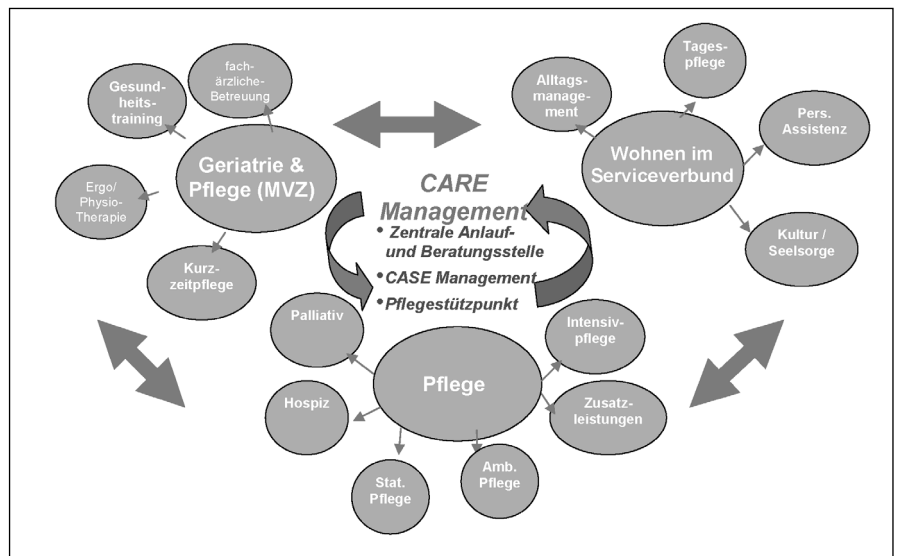 Gesund-
heits-
training
fach-
ärzliche-
Betreuung
Geriatrie &
Pflege (MVZ)
Ergo/
Physio-
Therapie
Kurz-
zeitpflege
Tages-
pflege
Alltags-
manage-
ment
Wohnen im
Serviceverbund
Pers.
Assistenz
Kultur /
Seelsorge
CARE
Management
• Zentrale Anlauf-
und Beratungsstelle
• CASE Management
• Pflegestützpunkt
Palliativ
Intensiv-
pflege
Pflege
Hospiz
Zusatz-
leistungen
Stat.
Pflege
Amb.
Pflege